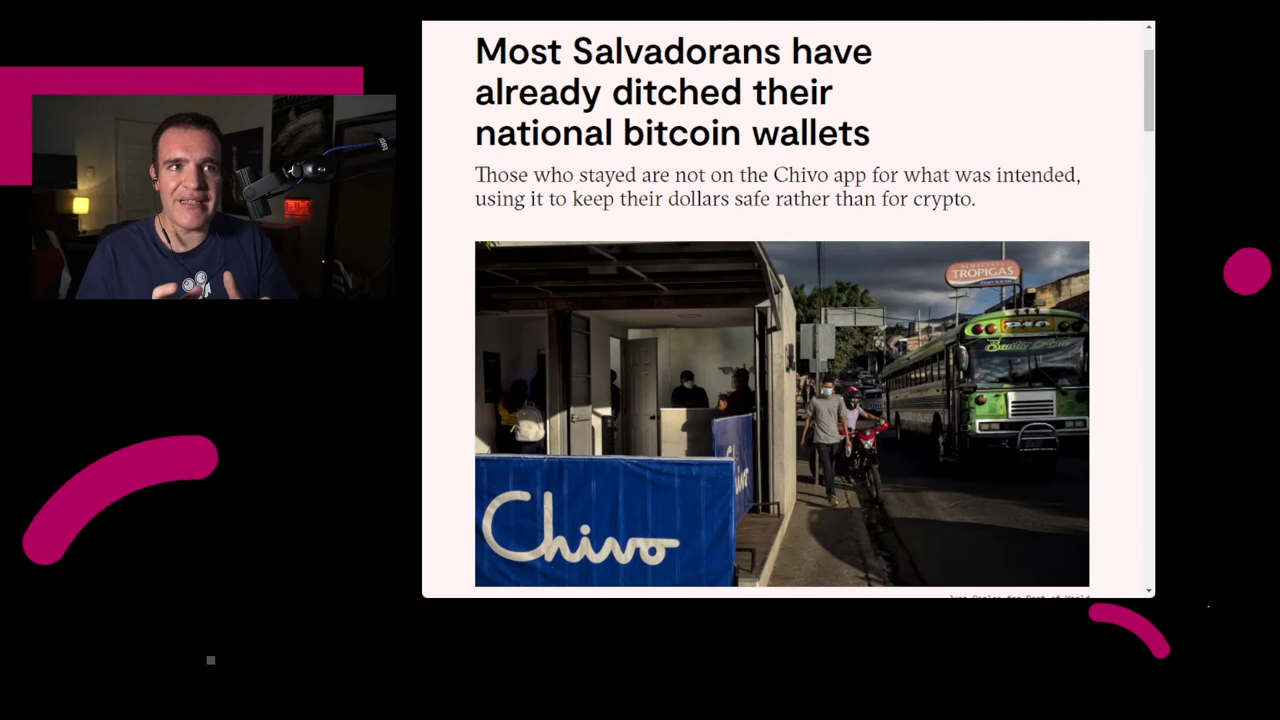 Most Salvadorans have
already ditched their
national bitcoin wallets
Those who stayed are not on the Chivo app for what was intended,
using it to keep their dollars safe rather than for crypto.
TROPIGAS
Chivo